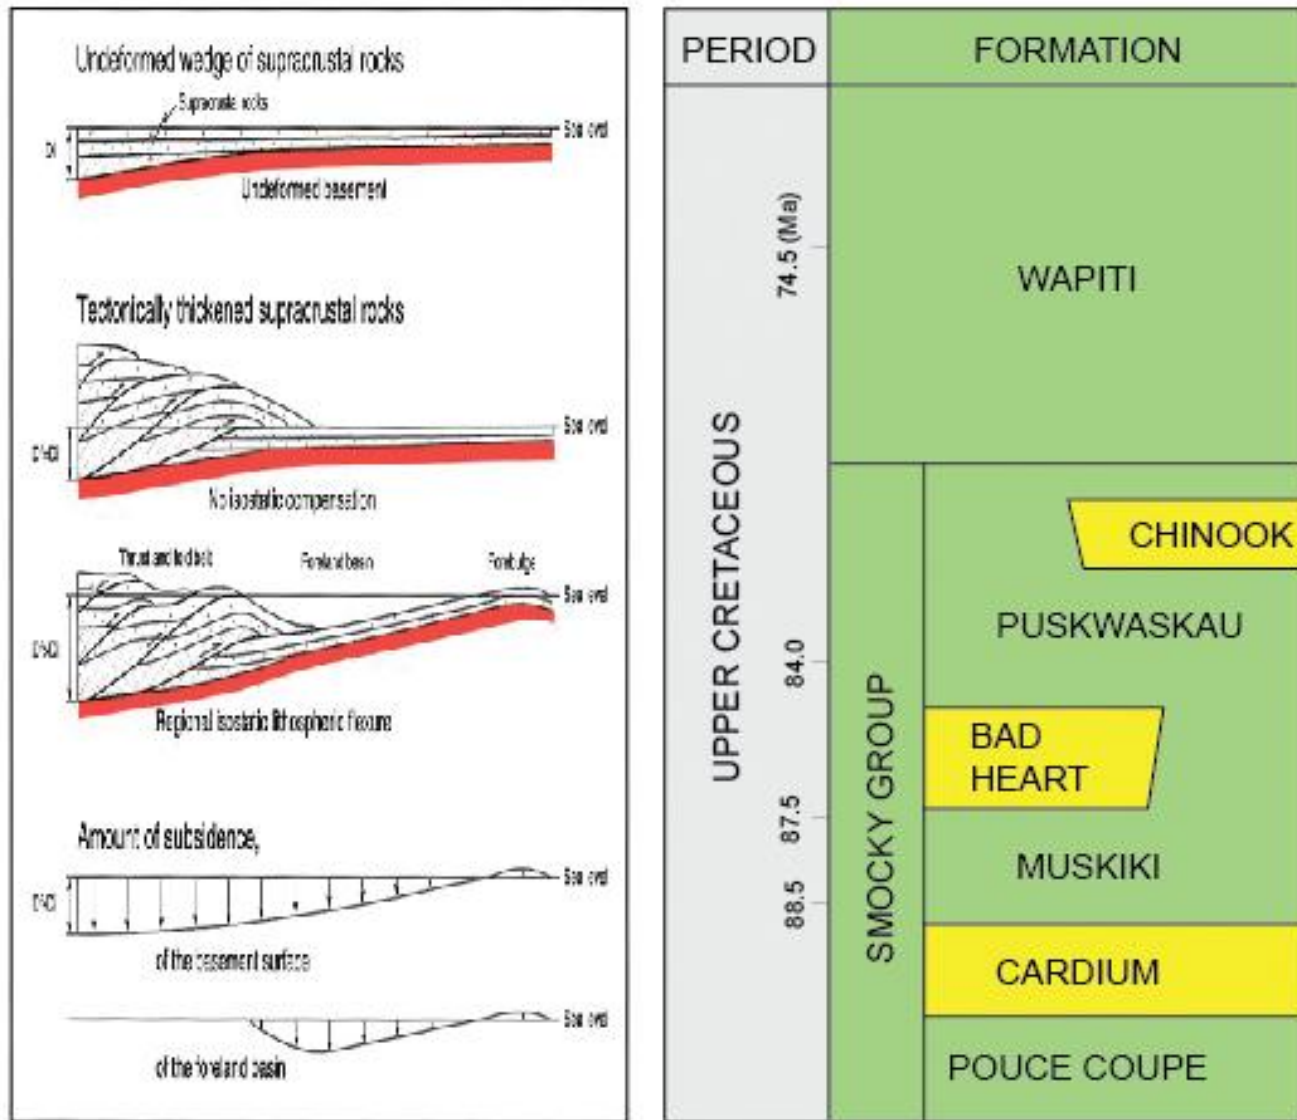 Undeformed wedge of supracrustal rocks
Supracrustal rocks
Sea level
Undeformed basement
Tectonically thickened supracrustal rocks
Sea level
No isostatic compensation
Thrust and fold belt
Foreland basin
Forebulge
Sea level
Regional isostatic lithospheric flexure
Amount of subsidence,
Sea level
of the basement surface
Sea level
of the foreland basin
PERIOD
FORMATION
UPPER CRETACEOUS
74.5 (Ma)
84.0
87.5
88.5
WAPITI
SMOCKY GROUP
CHINOOK
PUSKWASKAU
BAD
HEART
MUSKIKI
CARDIUM
POUCE COUPE